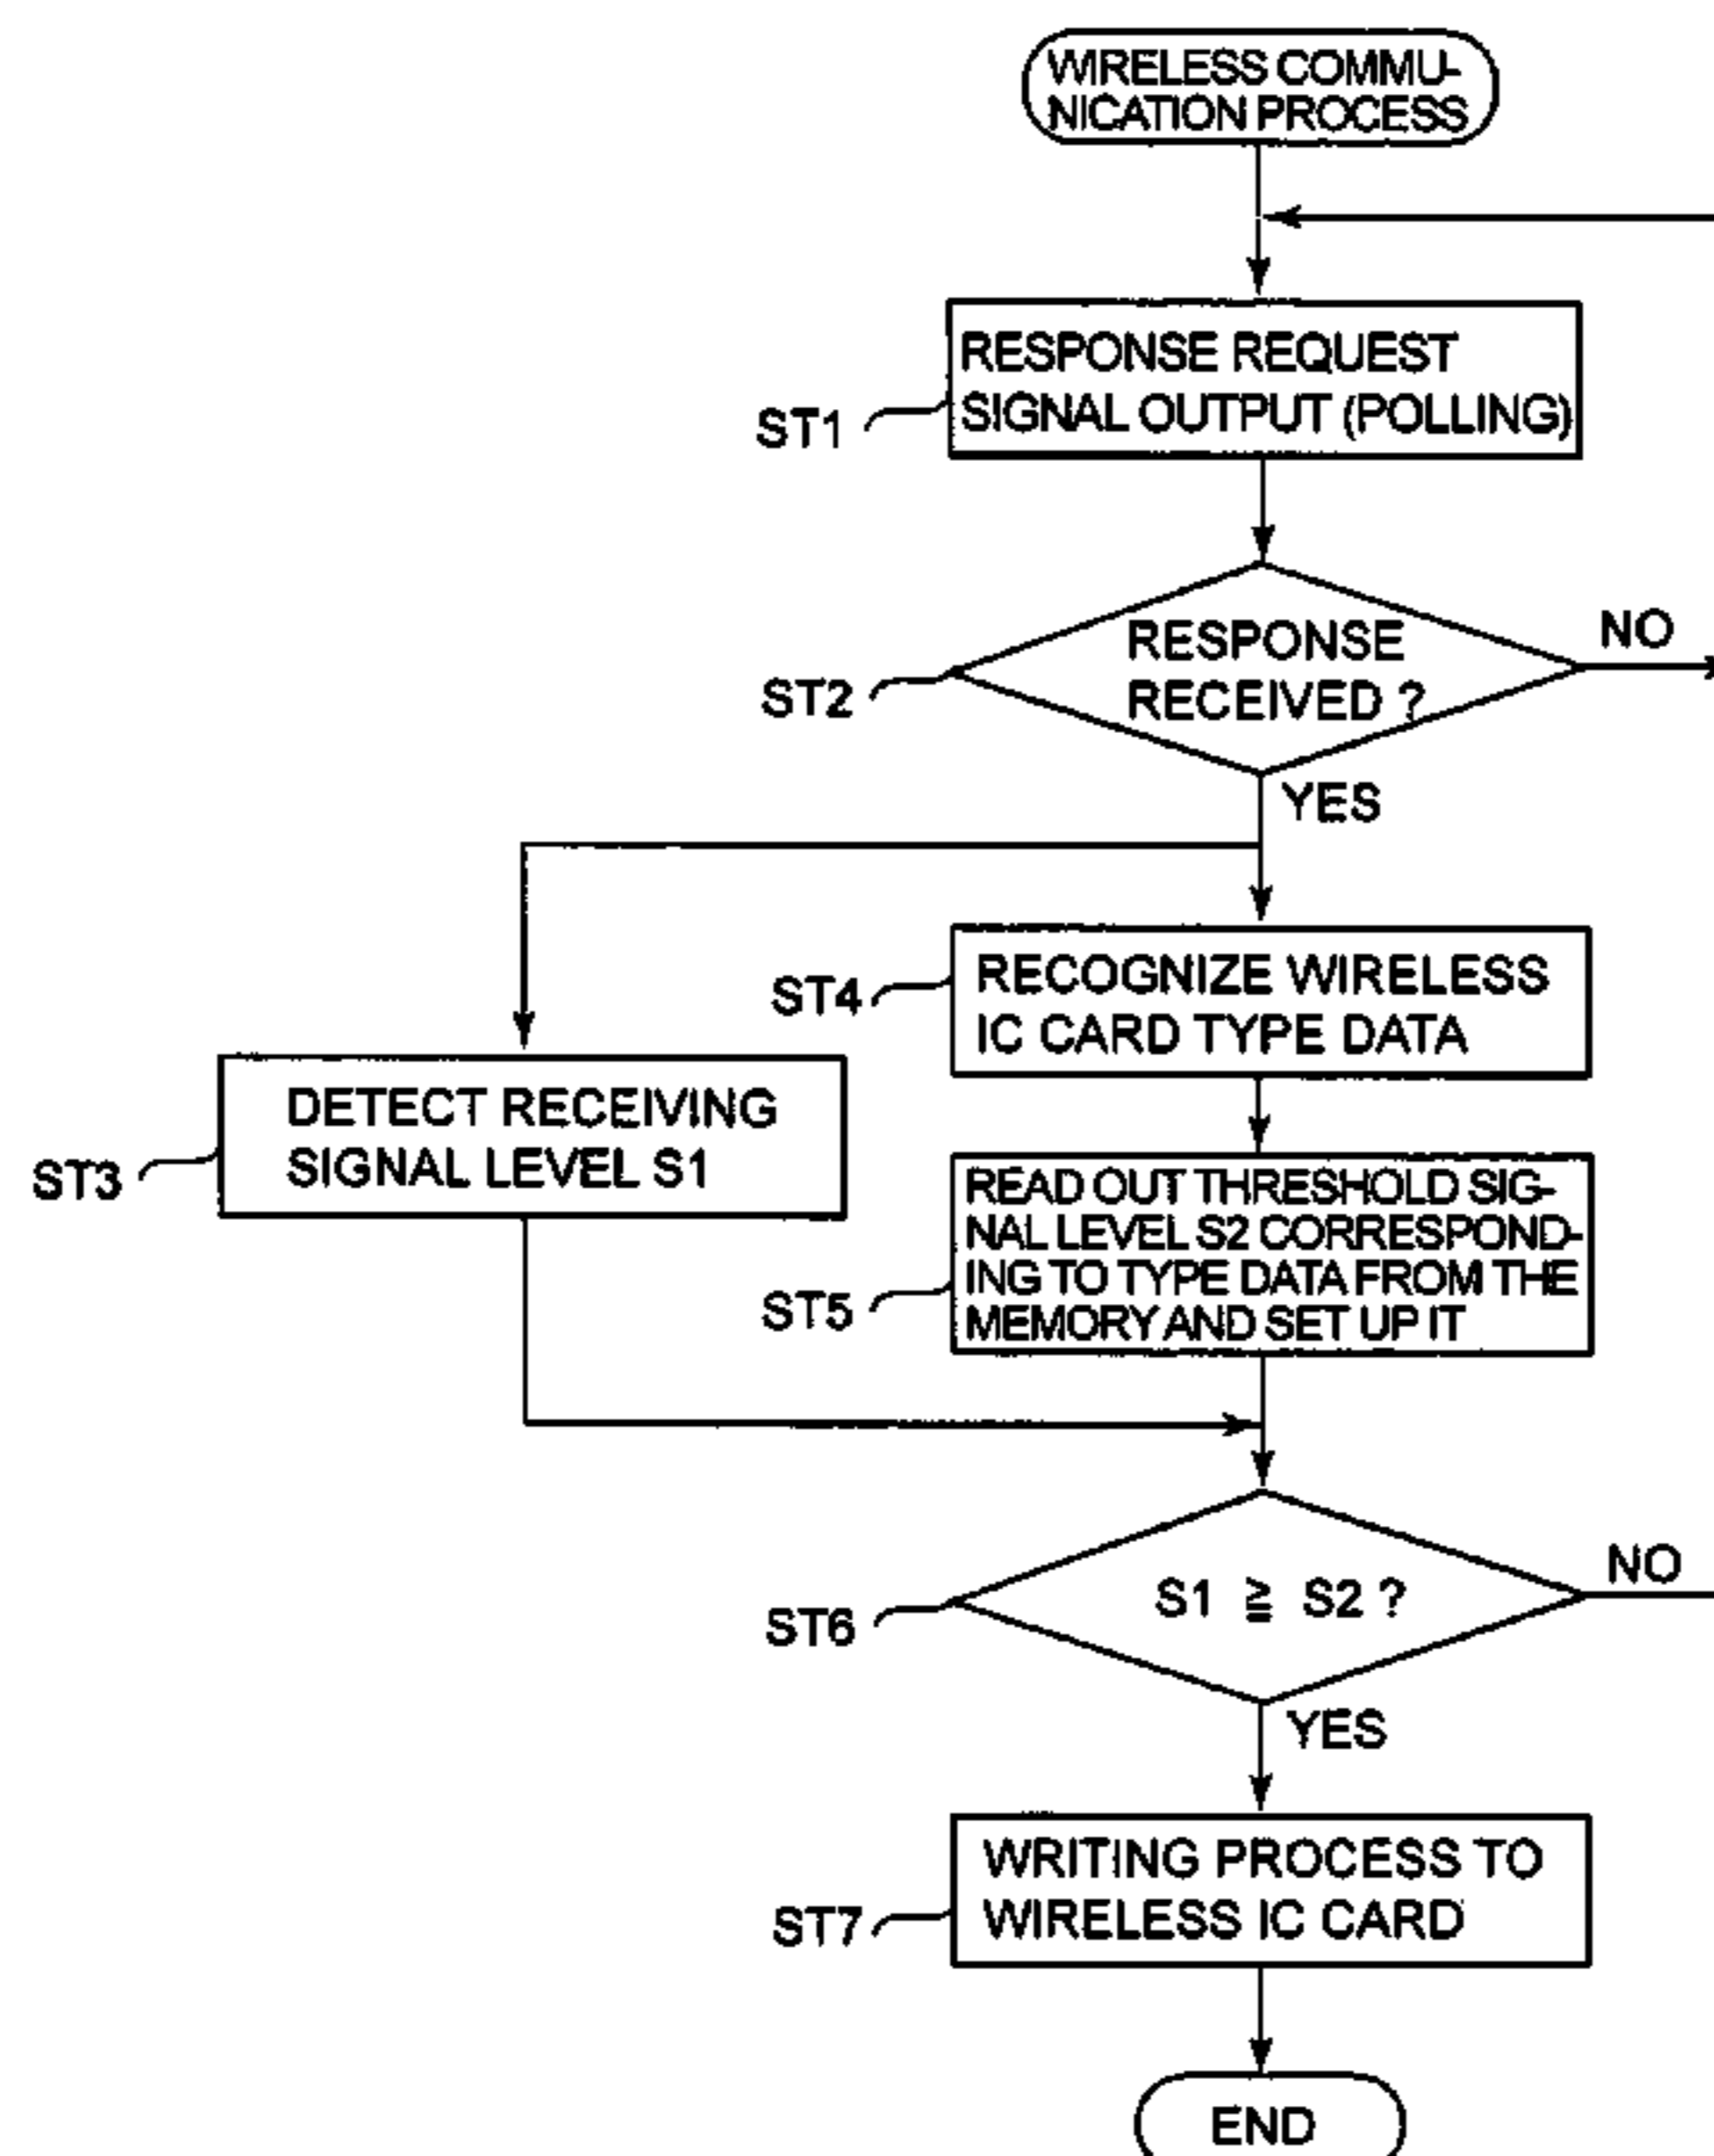 WIRELESS COMMU-
NICATION PROCESS
RESPONSE REQUEST
SIGNAL OUTPUT (POLLING)
ST1
RESPONSE
RECEIVED ?
NO
ST2
YES
RECOGNIZE WIRELESS
IC CARD TYPE DATA
ST4
DETECT RECEIVING
SIGNAL LEVEL S1
ST3
READ OUT THRESHOLD SIG-
NAL LEVEL S2 CORRESPOND-
ING TO TYPE DATA FROM THE
MEMORY AND SET UP IT
ST5
S1 ≧ S2 ?
NO
ST6
YES
WRITING PROCESS TO
WIRELESS IC CARD
ST7
END